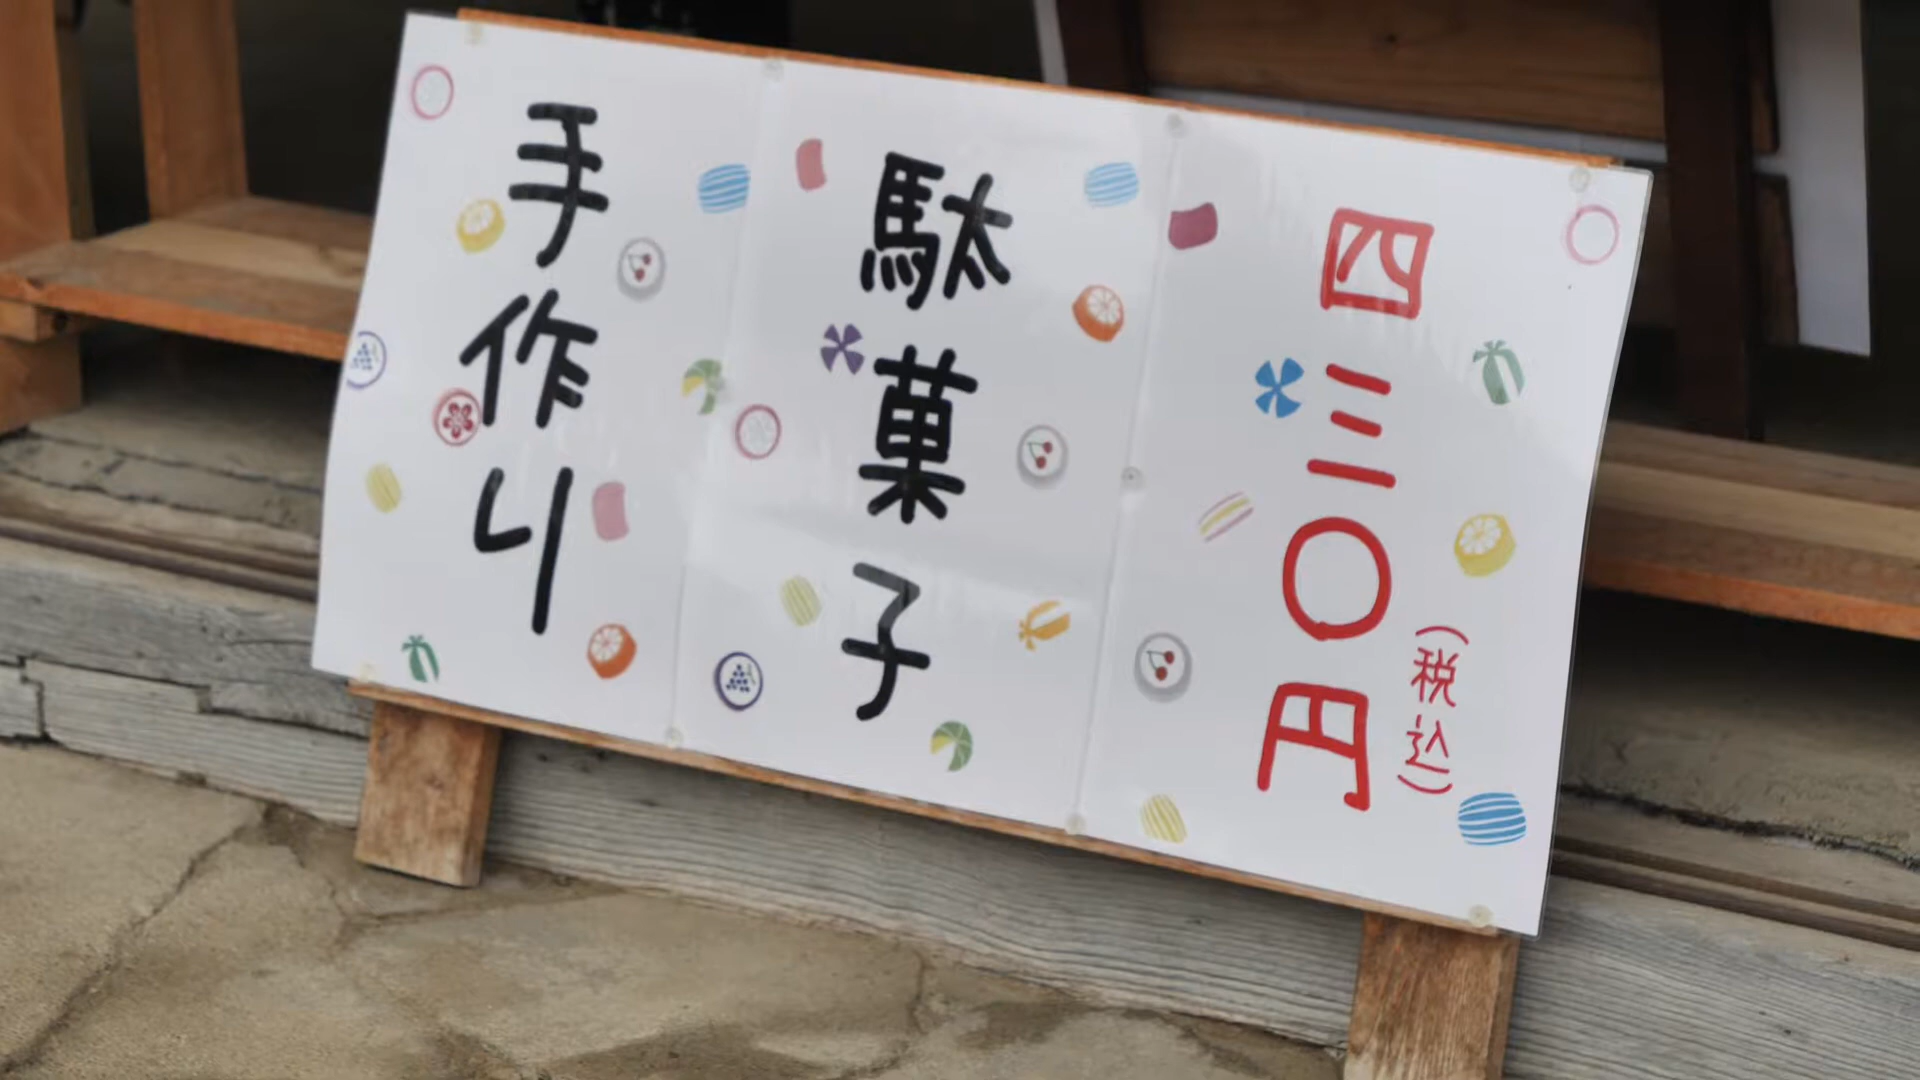 手作り
駄菓子
四三〇円
(税込)